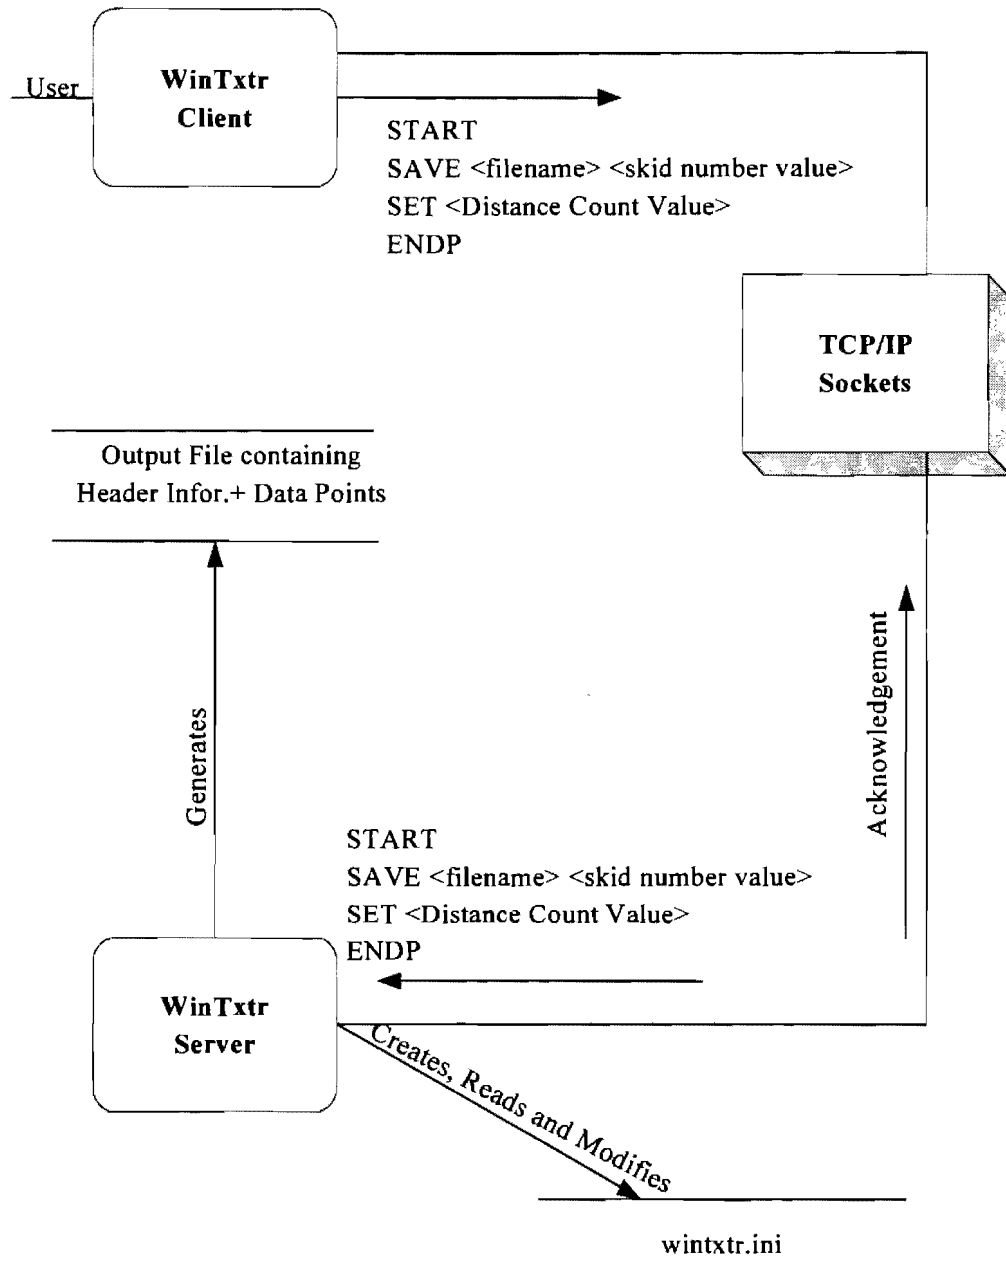 User
WinTxtr
Client
START
SAVE <filename> <skid number value>
SET <Distance Count Value>
ENDP
TCP/IP
Sockets
Output File containing
Header Infor.+ Data Points
Generates
Acknowledgement
START
SAVE <filename> <skid number value>
SET <Distance Count Value>
ENDP
WinTxtr
Server
Creates, Reads and Modifies
wintxtr.ini